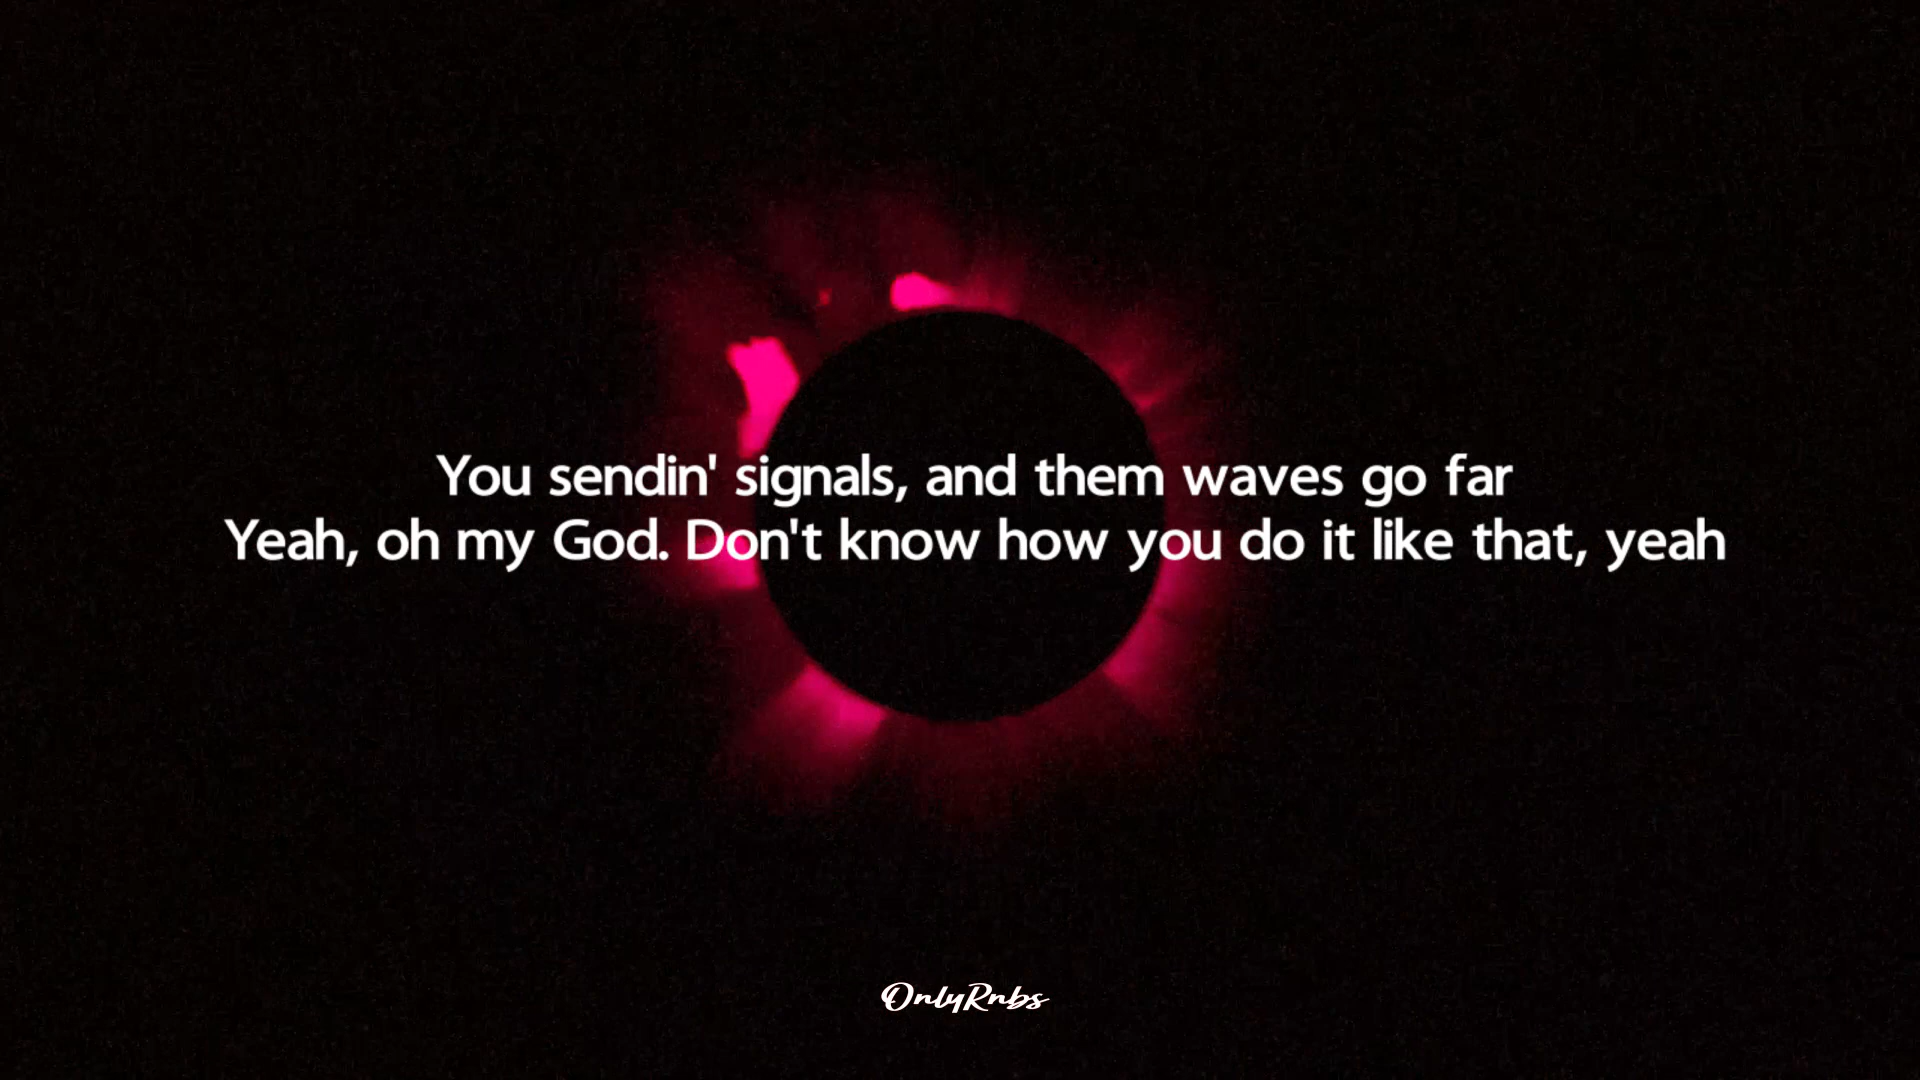 You sendin' signals, and them waves go far
Yeah, oh my God. Don't know how you do it like that, yeah
OnlyRnbs